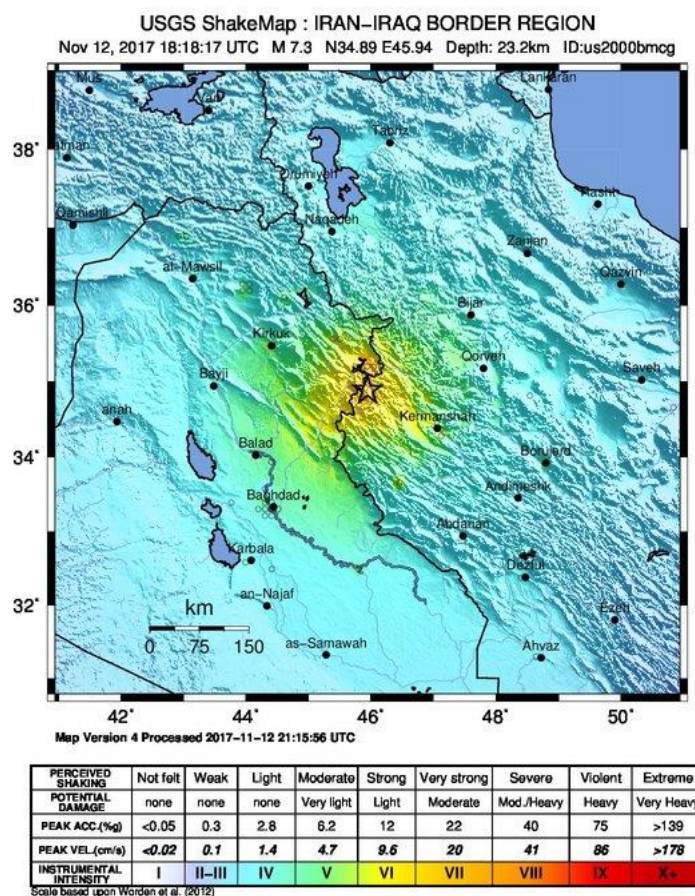 USGS ShakeMap : IRAN-IRAQ BORDER REGION
Nov 12, 2017 18:18:17 UTC M 7.3 N34.89 E45.94 Depth: 23.2km ID:us2000bmcg
Mus
Van
Lankaran
38˚
Tabriz
Orumiyeh
Rasht
Qamishli
Naqadeh
Zanjan
al-Mawsil
Qazvin
36˚
Bijar
Kirkuk
Qorveh
Bayji
Saveh
anah
Kermanshah
34˚
Balad
Borujerd
Andimeshk
Baghdad
Abdanan
Karbala
Dezful
km
an-Najaf
32˚
Ezeh
0 75 150
as-Samawah
Ahvaz
42˚ 44˚ 46˚ 48˚ 50˚
Map Version 4 Processed 2017-11-12 21:15:56 UTC
PERCEIVED SHAKING Not felt Weak Light Moderate Strong Very strong Severe Violent Extreme
POTENTIAL DAMAGE none none none Very light Light Moderate Mod./Heavy Heavy Very Heavy
PEAK ACC.(%g) <0.05 0.3 2.8 6.2 12 22 40 75 >139
PEAK VEL.(cm/s) <0.02 0.1 1.4 4.7 9.6 20 41 86 >178
INSTRUMENTAL INTENSITY I II-III IV V VI VII VIII IX X+
Scale based upon Worden et al. (2012)